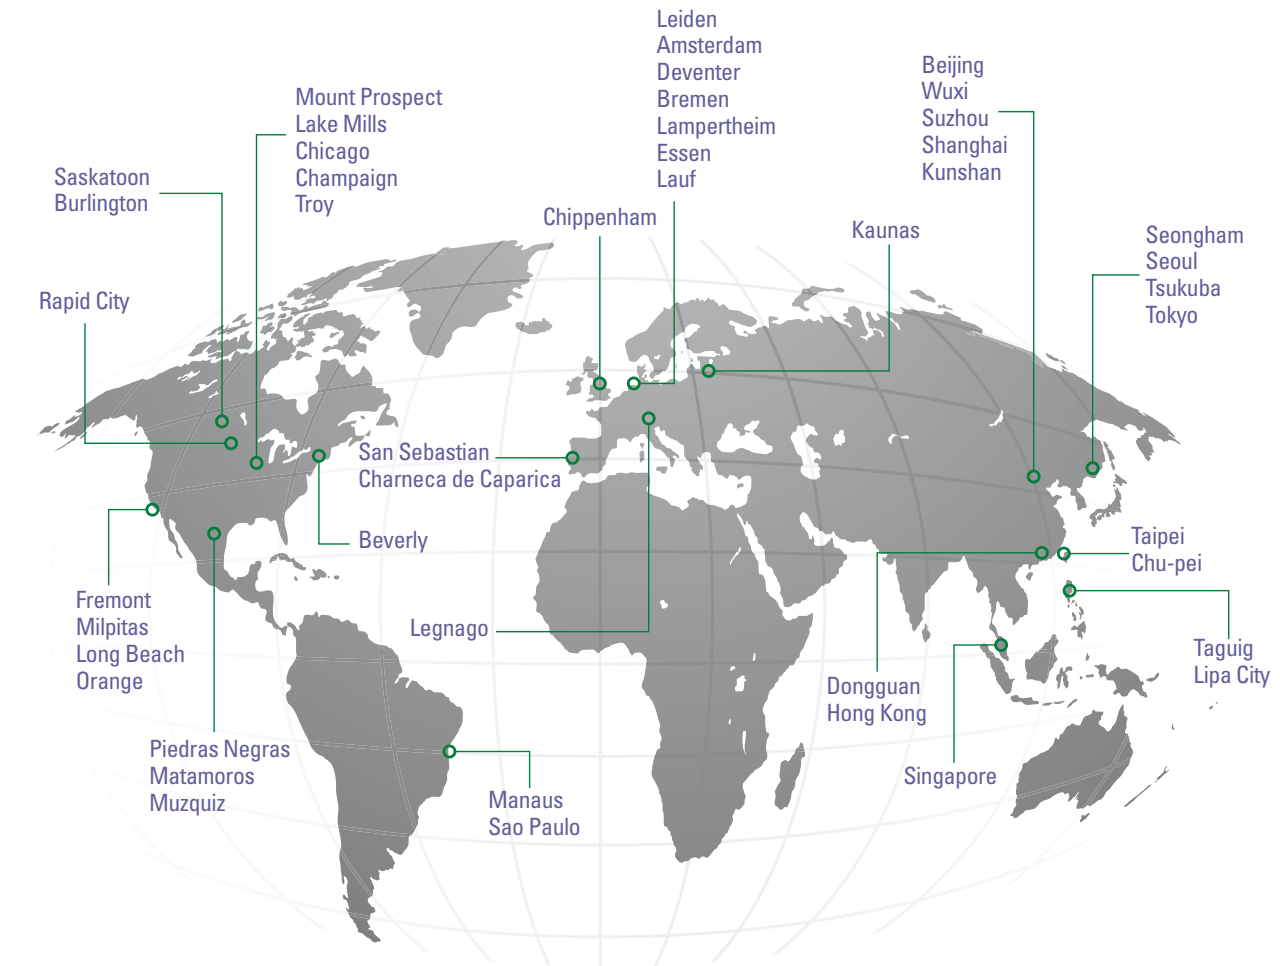 Leiden
Amsterdam
Deventer
Bremen
Lampertheim
Essen
Lauf
Beijing
Wuxi
Suzhou
Shanghai
Kunshan
Mount Prospect
Lake Mills
Chicago
Champaign
Troy
Saskatoon
Burlington
Chippenham
Kaunas
Seongham
Seoul
Tsukuba
Tokyo
Rapid City
San Sebastian
Charneca de Caparica
Beverly
Taipei
Chu-pei
Fremont
Milpitas
Long Beach
Orange
Legnago
Taguig
Lipa City
Dongguan
Hong Kong
Piedras Negras
Matamoros
Muzquiz
Singapore
Manaus
Sao Paulo